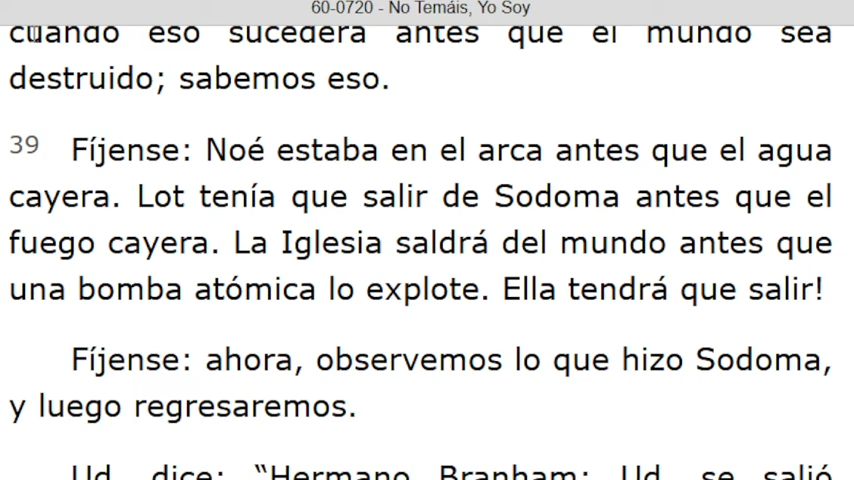 60-0720 - No Temáis, Yo Soy
cuándo eso sucederá antes que el mundo sea
destruido; sabemos eso.
39 Fíjense: Noé estaba en el arca antes que el agua
cayera. Lot tenía que salir de Sodoma antes que el
fuego cayera. La Iglesia saldrá del mundo antes que
una bomba atómica lo explote. Ella tendrá que salir!
Fíjense: ahora, observemos lo que hizo Sodoma,
y luego regresaremos.
Ud. dice: “Hermano Branham: Ud. se salió